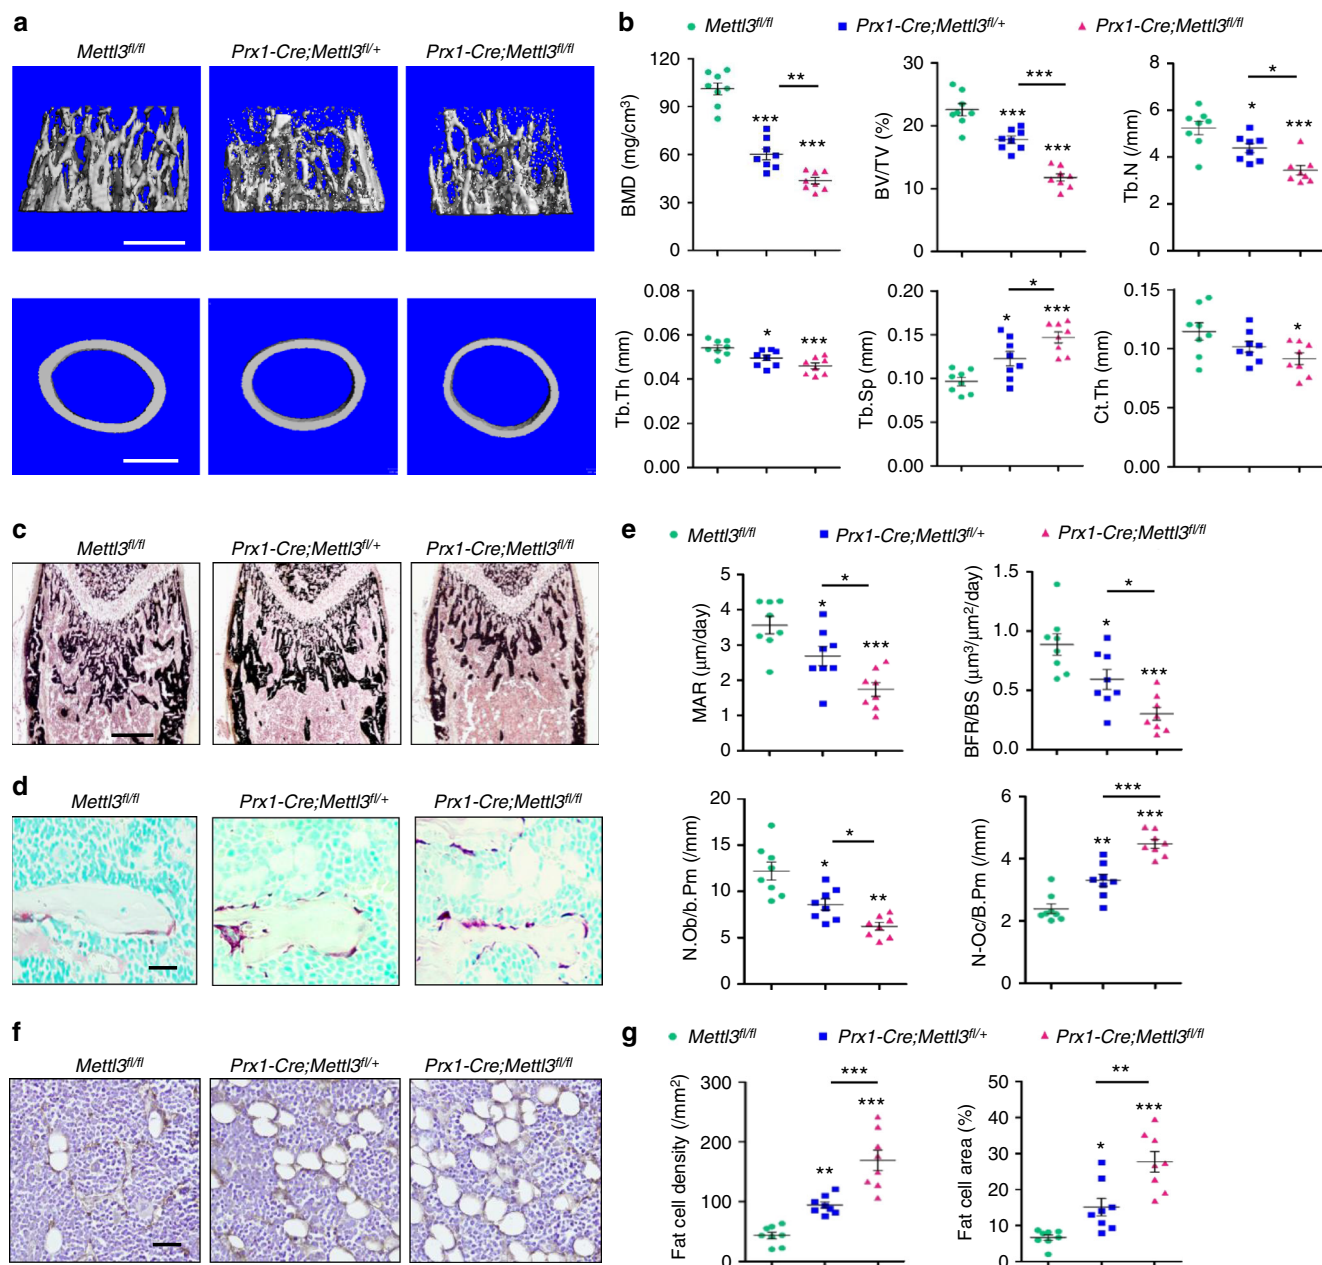 a
Mettl3fl/fl
Prx1-Cre;Mettl3fl/+
Prx1-Cre;Mettl3fl/fl
b
Mettl3fl/fl
Prx1-Cre;Mettl3fl/+
Prx1-Cre;Mettl3fl/fl
BMD (mg/cm3)
120
90
60
30
0
***
**
***
BV/TV (%)
30
20
10
0
***
***
***
Tb.N (/mm)
8
6
4
2
0
*
*
***
Tb.Th (mm)
0.08
0.06
0.04
0.02
0.00
*
***
Tb.Sp (mm)
0.20
0.15
0.10
0.05
0.00
*
*
***
Ct.Th (mm)
0.15
0.10
0.05
0.00
*
c
Mettl3fl/fl
Prx1-Cre;Mettl3fl/+
Prx1-Cre;Mettl3fl/fl
d
Mettl3fl/fl
Prx1-Cre;Mettl3fl/+
Prx1-Cre;Mettl3fl/fl
e
Mettl3fl/fl
Prx1-Cre;Mettl3fl/+
Prx1-Cre;Mettl3fl/fl
MAR (μm/day)
5
4
3
2
1
0
*
*
***
BFR/BS (μm3/μm2/day)
1.5
1.0
0.5
0.0
*
*
***
N.Ob/b.Pm (/mm)
20
15
10
5
0
*
*
**
N-Oc/B.Pm (/mm)
6
4
2
0
**
***
***
f
Mettl3fl/fl
Prx1-Cre;Mettl3fl/+
Prx1-Cre;Mettl3fl/fl
g
Mettl3fl/fl
Prx1-Cre;Mettl3fl/+
Prx1-Cre;Mettl3fl/fl
Fat cell density (/mm2)
300
200
100
0
**
***
***
Fat cell area (%)
50
40
30
20
10
0
*
**
***